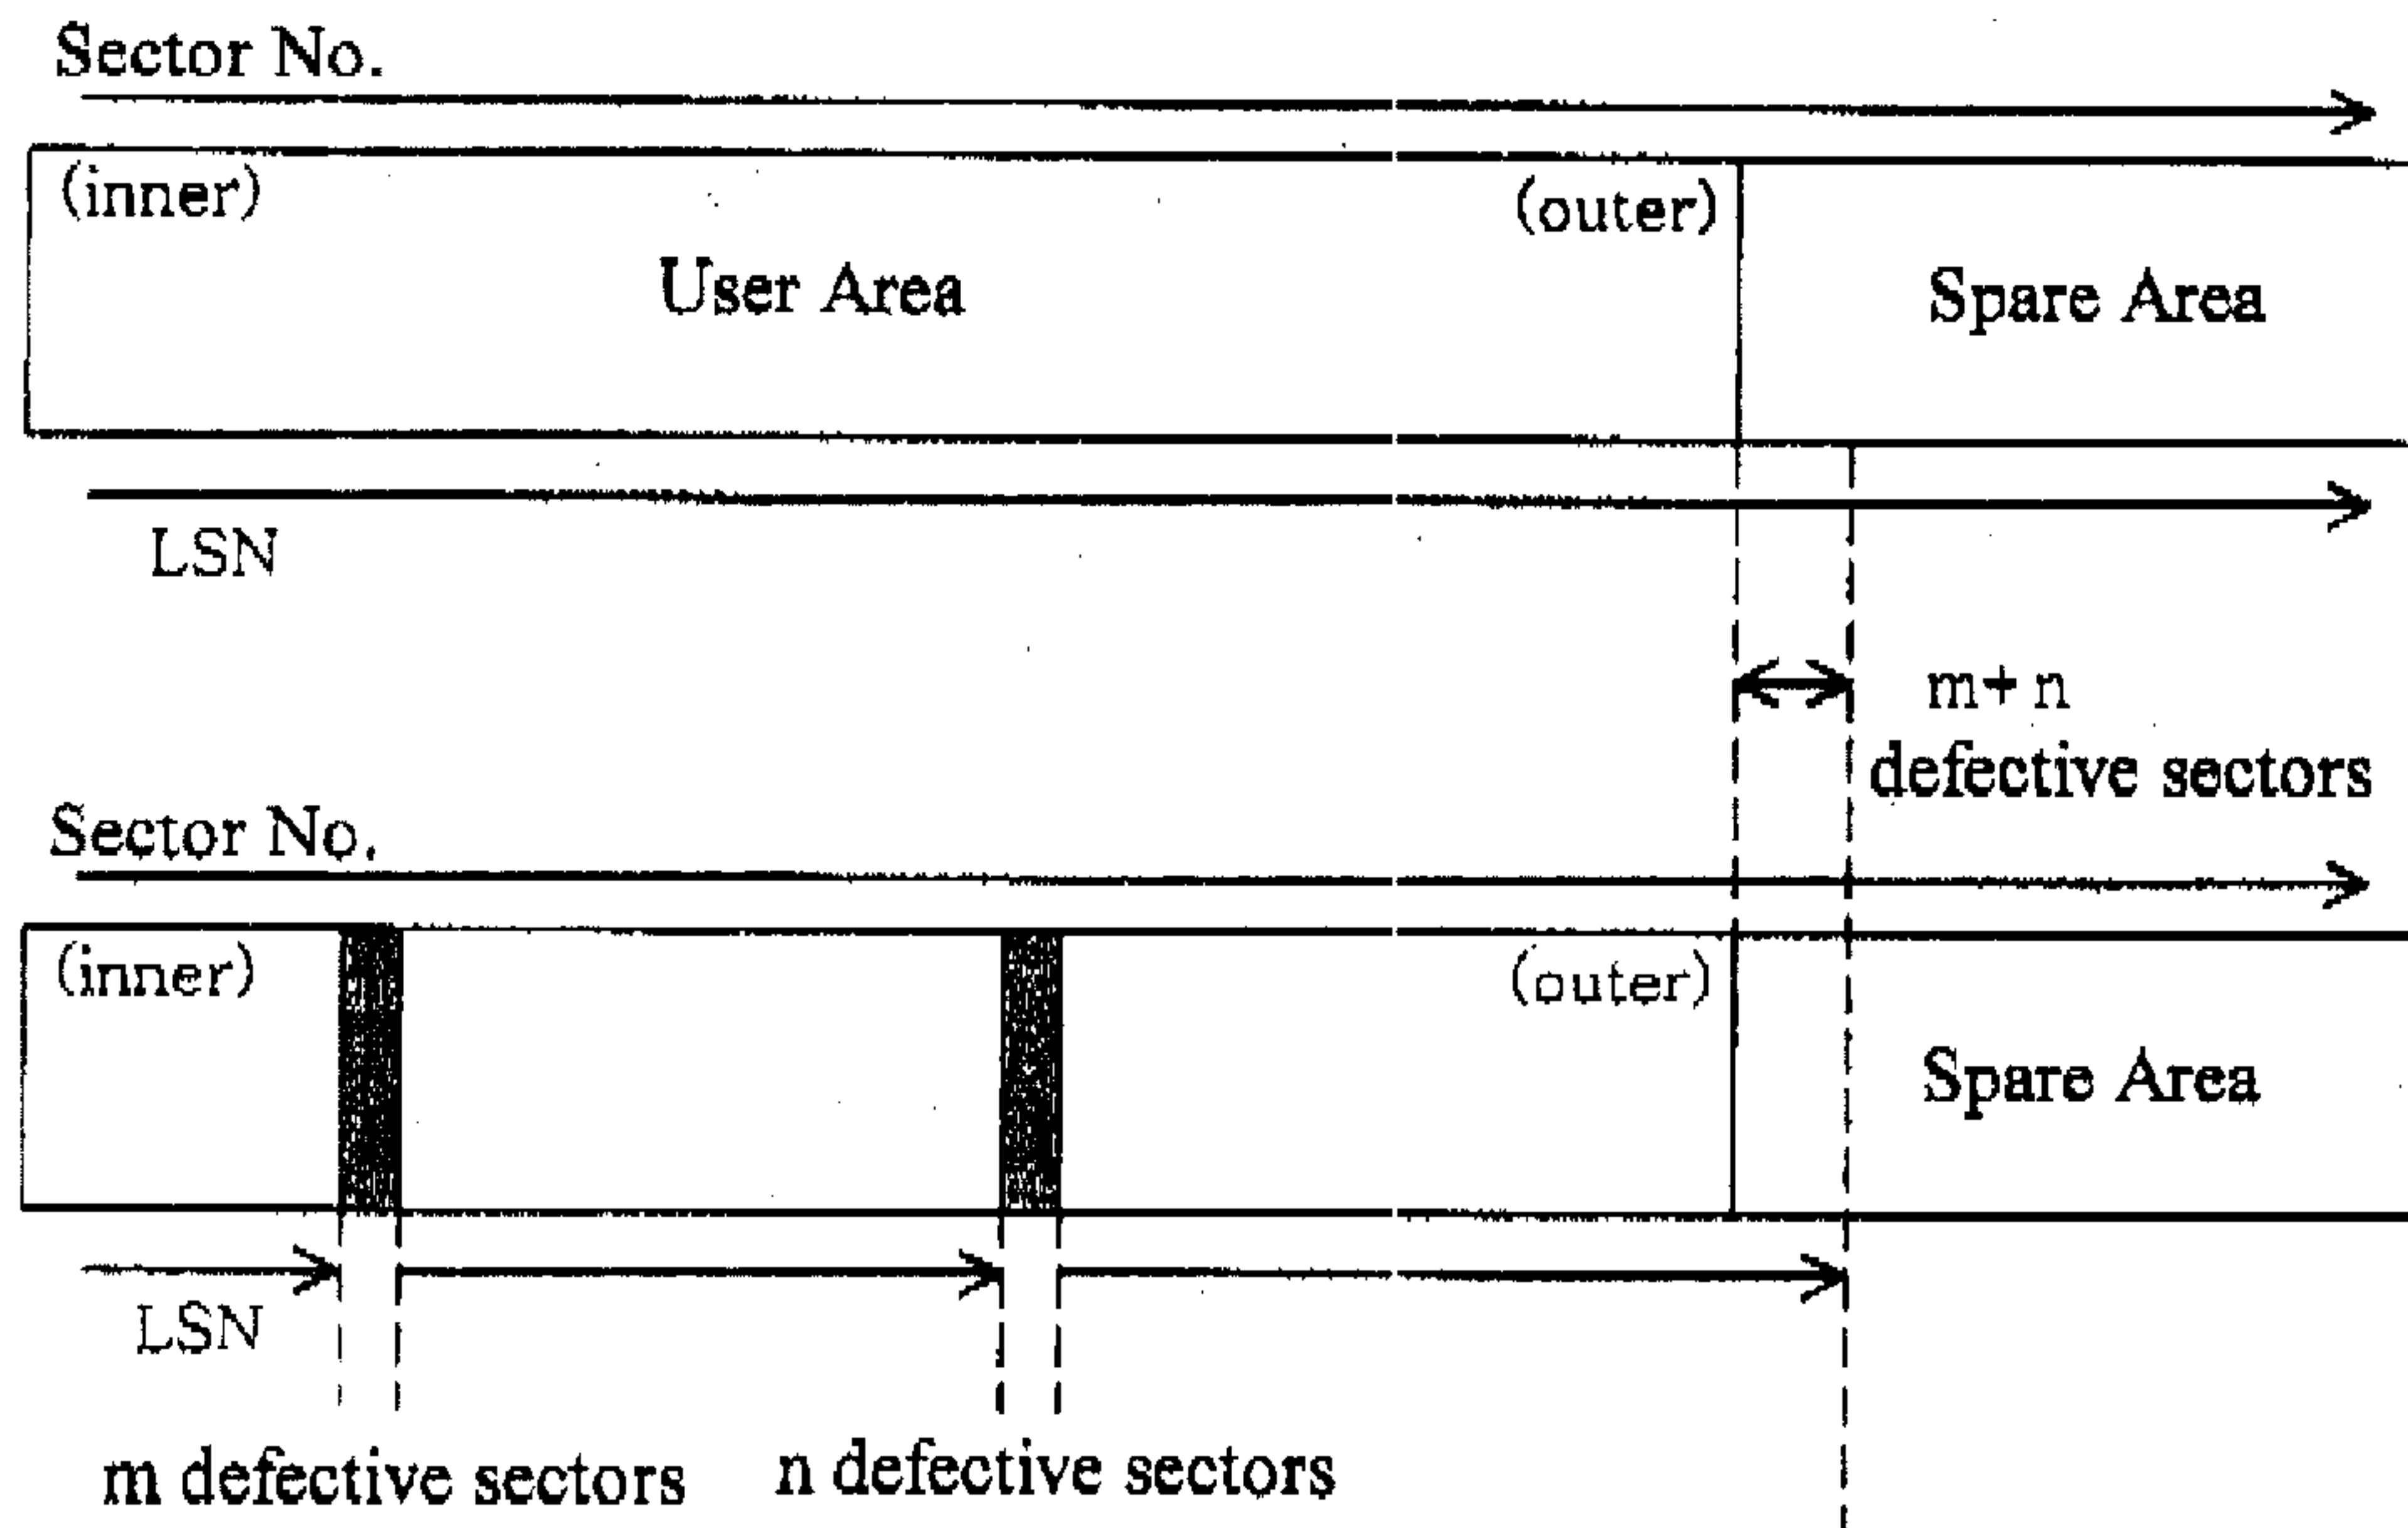 Sector No.
(inner)
(outer)
User Area
Spare Area
LSN
m+n
defective sectors
Sector No.
(inner)
(outer)
Spare Area
LSN
m defective sectors
n defective sectors